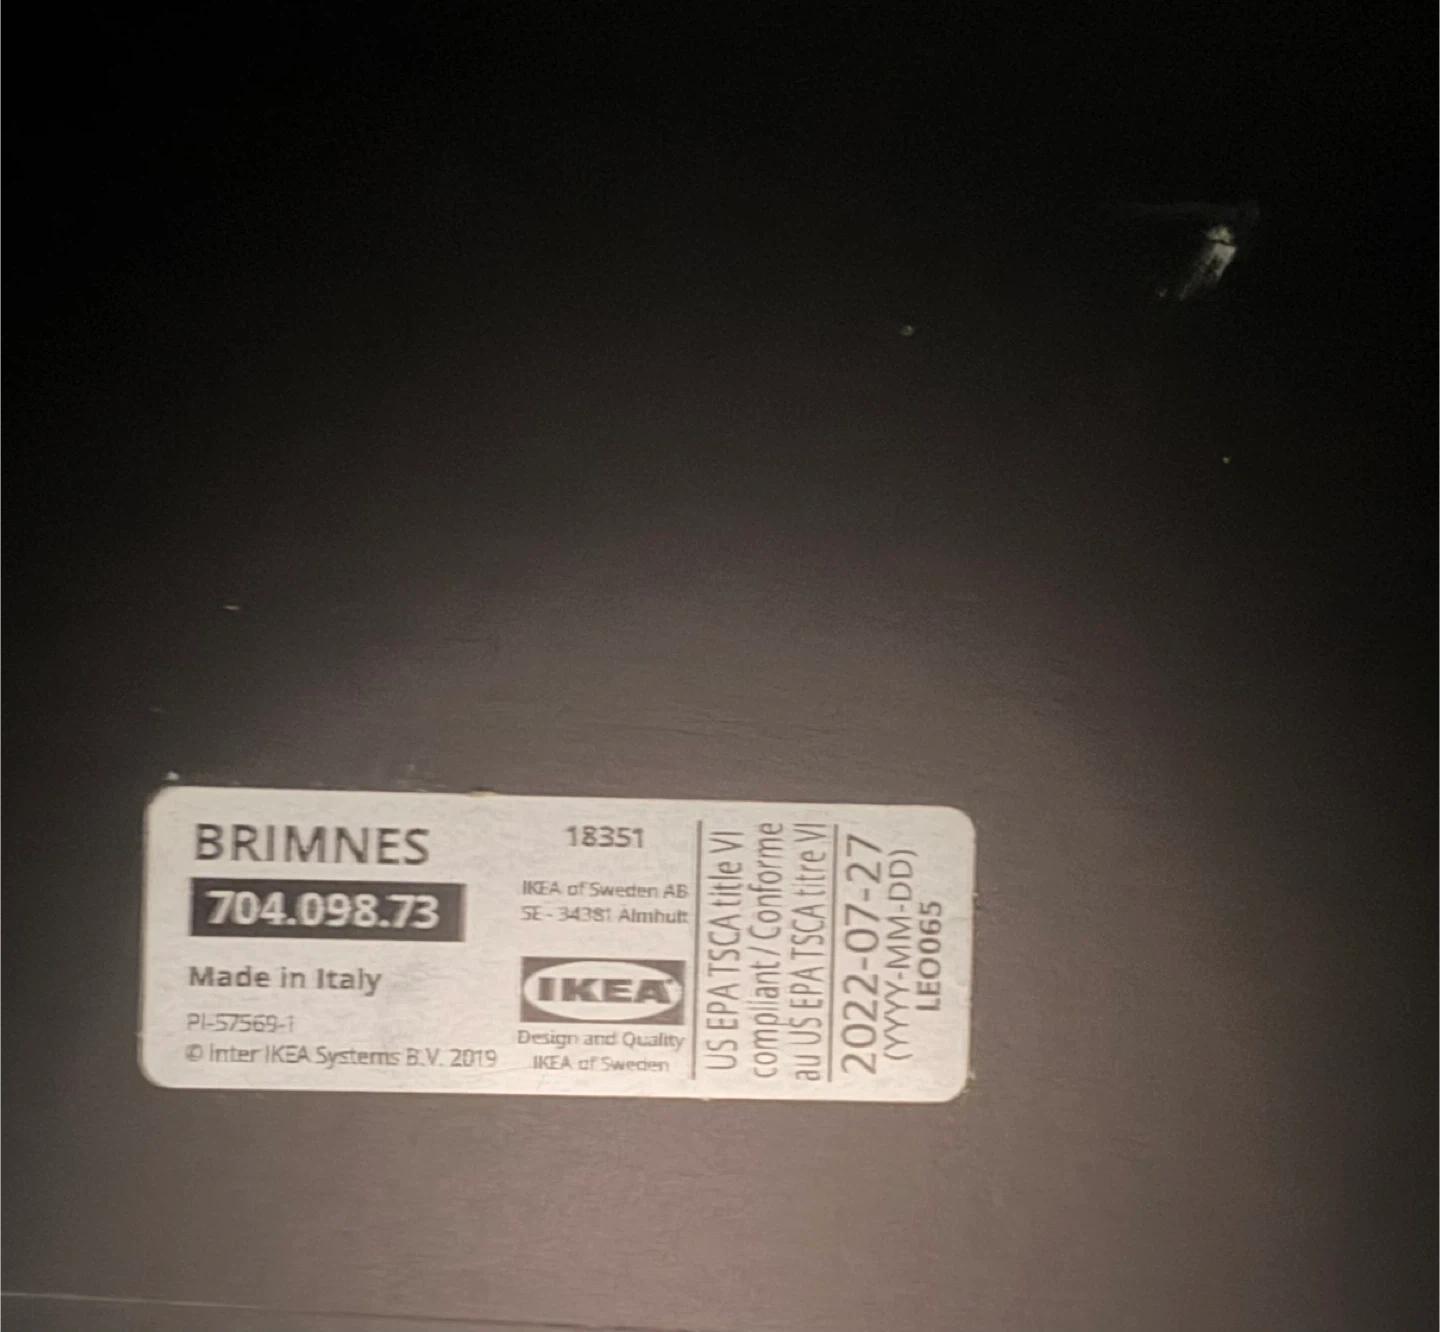 BRIMNES
704.098.73
Made in Italy
PI-57569-1
© Inter IKEA Systems B.V. 2019
18351
IKEA of Sweden AB
SE - 34381 Älmhult
IKEA
Design and Quality
IKEA of Sweden
US EPA TSCA title VI
compliant / Conforme
au US EPA TSCA titre VI
2022-07-27
(YYYY-MM-DD)
LEO065